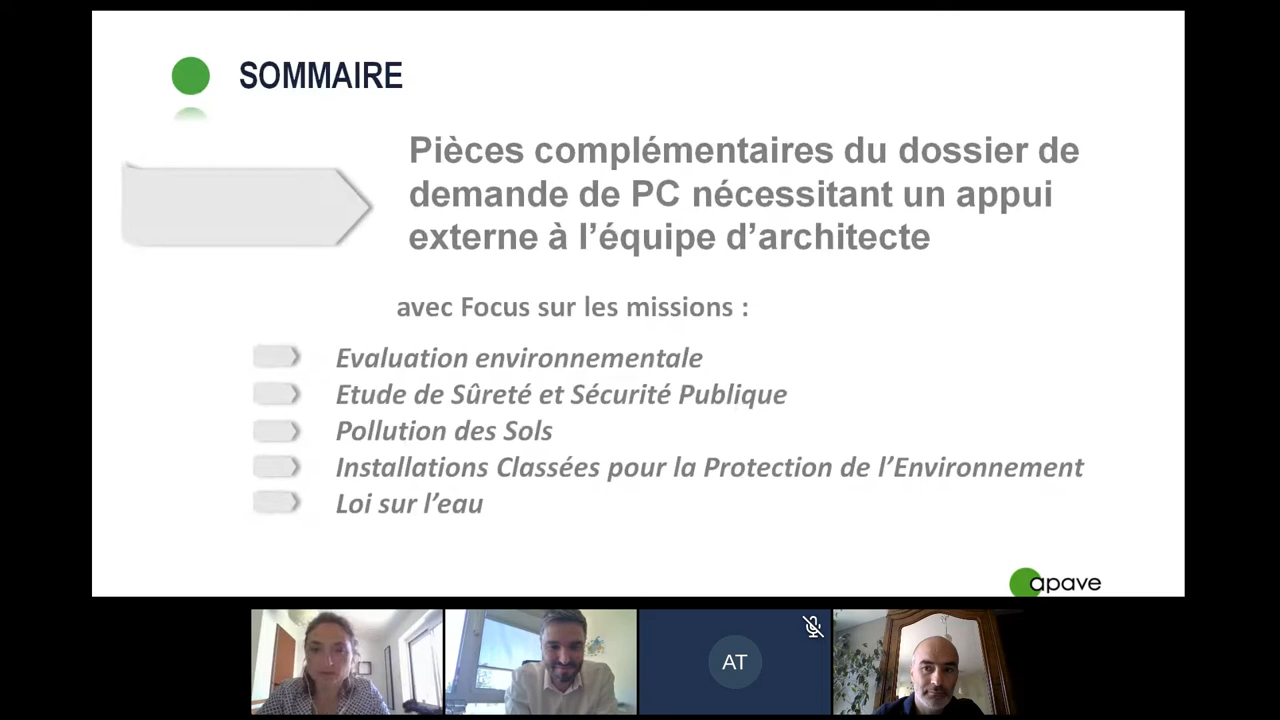 SOMMAIRE
Pièces complémentaires du dossier de
demande de PC nécessitant un appui
externe à l’équipe d’architecte
avec Focus sur les missions :
Evaluation environnementale
Etude de Sûreté et Sécurité Publique
Pollution des Sols
Installations Classées pour la Protection de l’Environnement
Loi sur l’eau
apave
AT